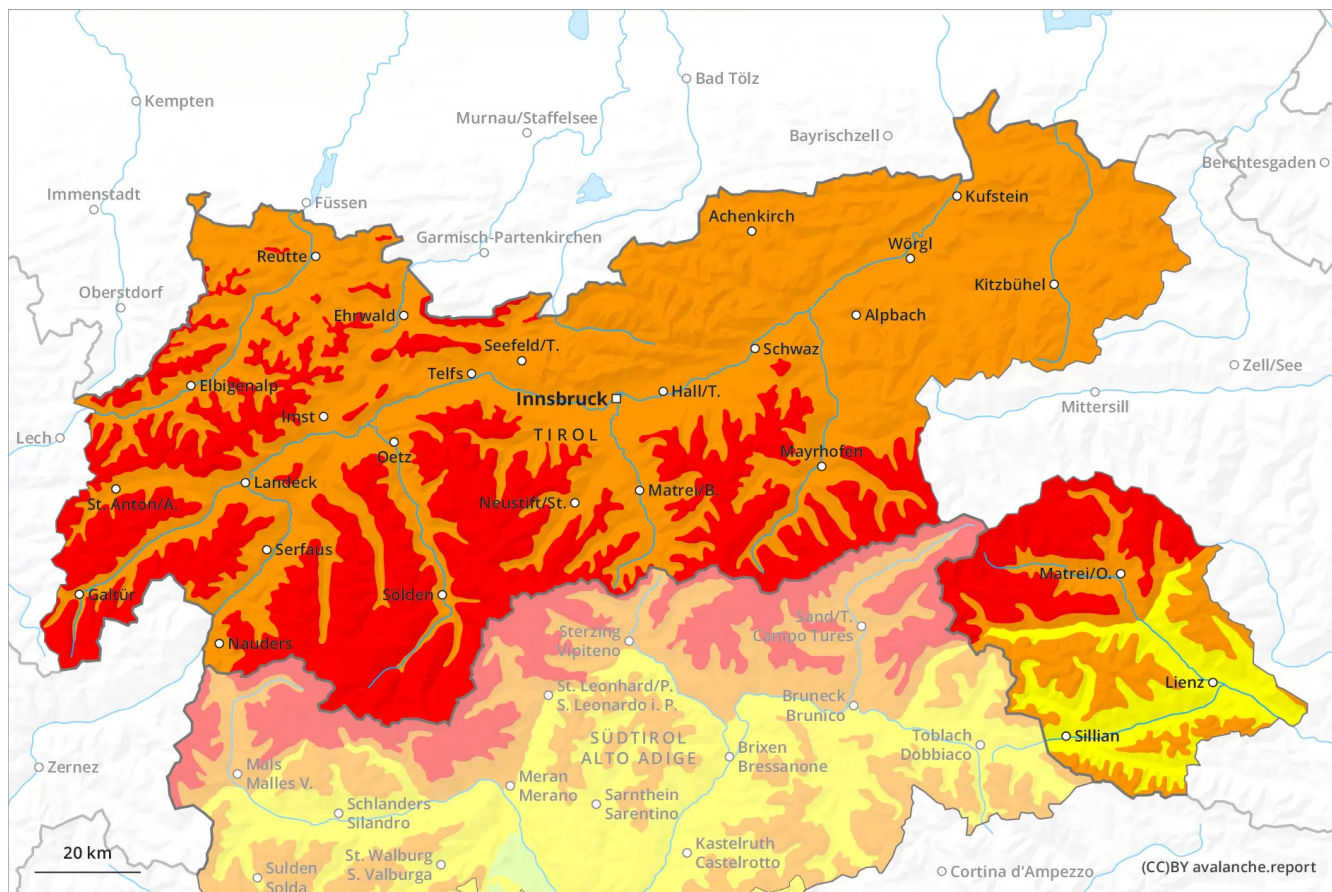 Bad Tölz
Kempten
Murnau/Staffelsee
Bayrischzell
Berchtesgaden
Immenstadt
Füssen
Kufstein
Achenkirch
Garmisch-Partenkirchen
Wörgl
Reutte
Oberstdorf
Kitzbühel
Ehrwald
Alpbach
Seefeld/T.
Schwaz
Zell/See
Telfs
Elbigenalp
Hall/T.
Innsbruck
Mittersill
Imst
Lech
TIROL
Mayrhofen
Oetz
Landeck
Matrei/B.
St. Anton/A.
Neustift/St.
Serfaus
Matrei/O.
Galtür
Sölden
Sand/T.
Campo Tures
Sterzing
Vipiteno
Nauders
Lienz
St. Leonhard/P.
S. Leonardo i. P.
Bruneck
Brunico
Toblach
Dobbiaco
Sillian
SÜDTIROL
ALTO ADIGE
Brixen
Bressanone
Zernez
Mals
Malles V.
Meran
Merano
Sarnthein
Sarentino
Schlanders
Silandro
Kastelruth
Castelrotto
20 km
St. Walburg
S. Valburga
Sulden
Solda
Cortina d'Ampezzo
(CC)BY avalanche.report